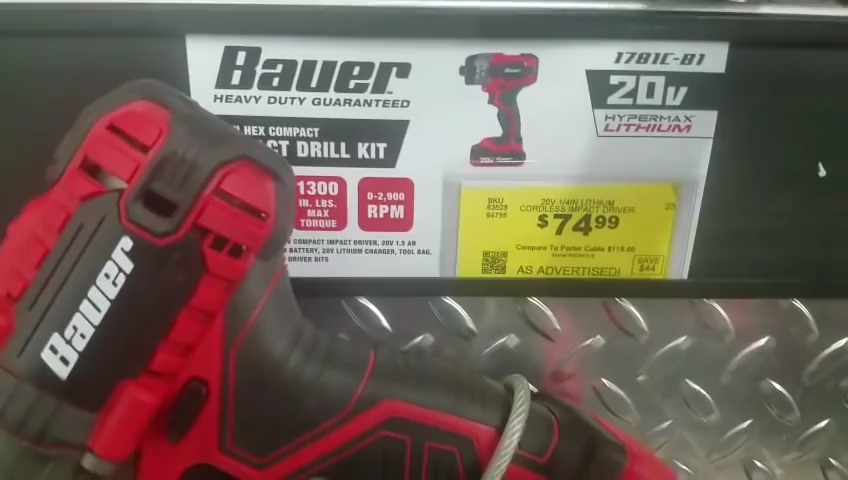 Bauer
HEAVY DUTY GUARANTEED
HEX COMPACT
CT DRILL KIT
1300
IN. LBS.
MAX
TORQUE
0-2,900
RPM
V COMPACT IMPACT DRIVER, 20V 1.5 AH
BATTERY, 20V LITHIUM CHARGER, TOOL BAG,
DRIVER BITS
1781C-B1
20V
HYPERMAX
LITHIUM
SKU
63528
64755
20V 1/4IN LITHIUM
CORDLESS IMPACT DRIVER
$74.99
Compare To Porter Cable $119.00
AS ADVERTISED!
SAVE
$44
Bauer